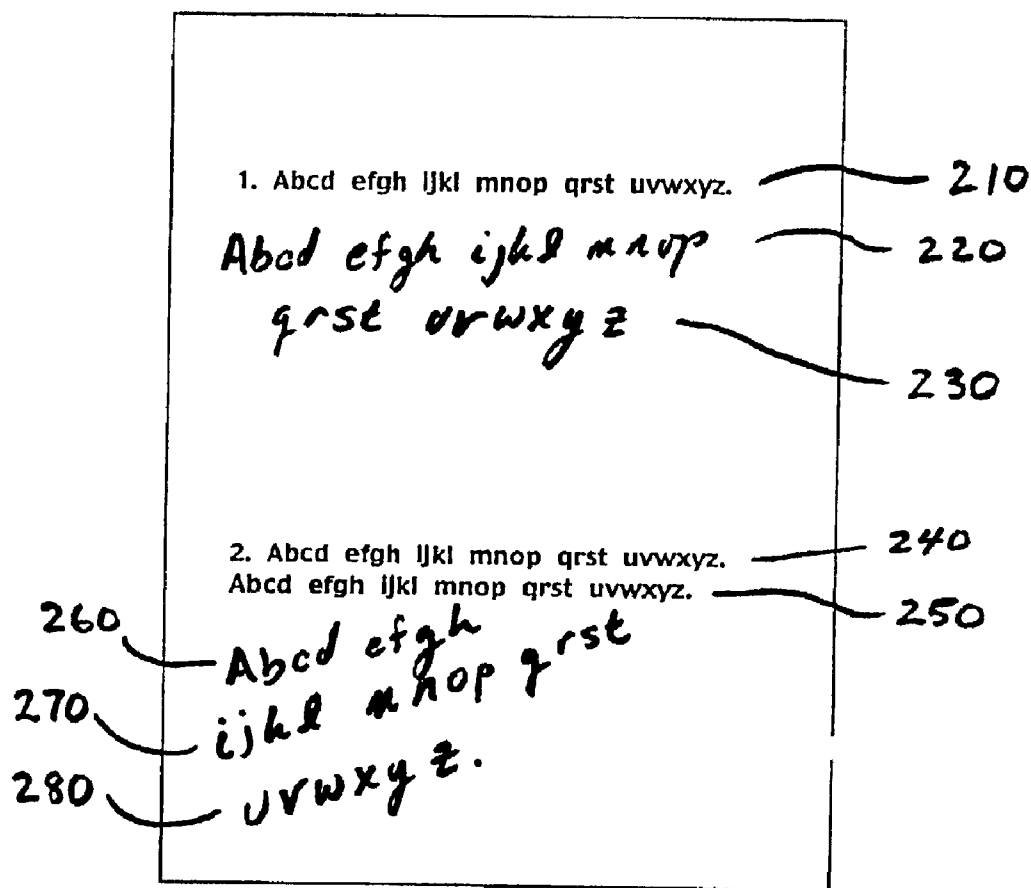 1. Abcd efgh ijkl mnop qrst uvwxyz. 210
Abcd efgh ijkl mnop 220
qrst uvwxyz 230
2. Abcd efgh ijkl mnop qrst uvwxyz. 240
Abcd efgh ijkl mnop qrst uvwxyz. 250
260 Abcd efgh
270 ijkl mnop qrst
280 uvwxyz.